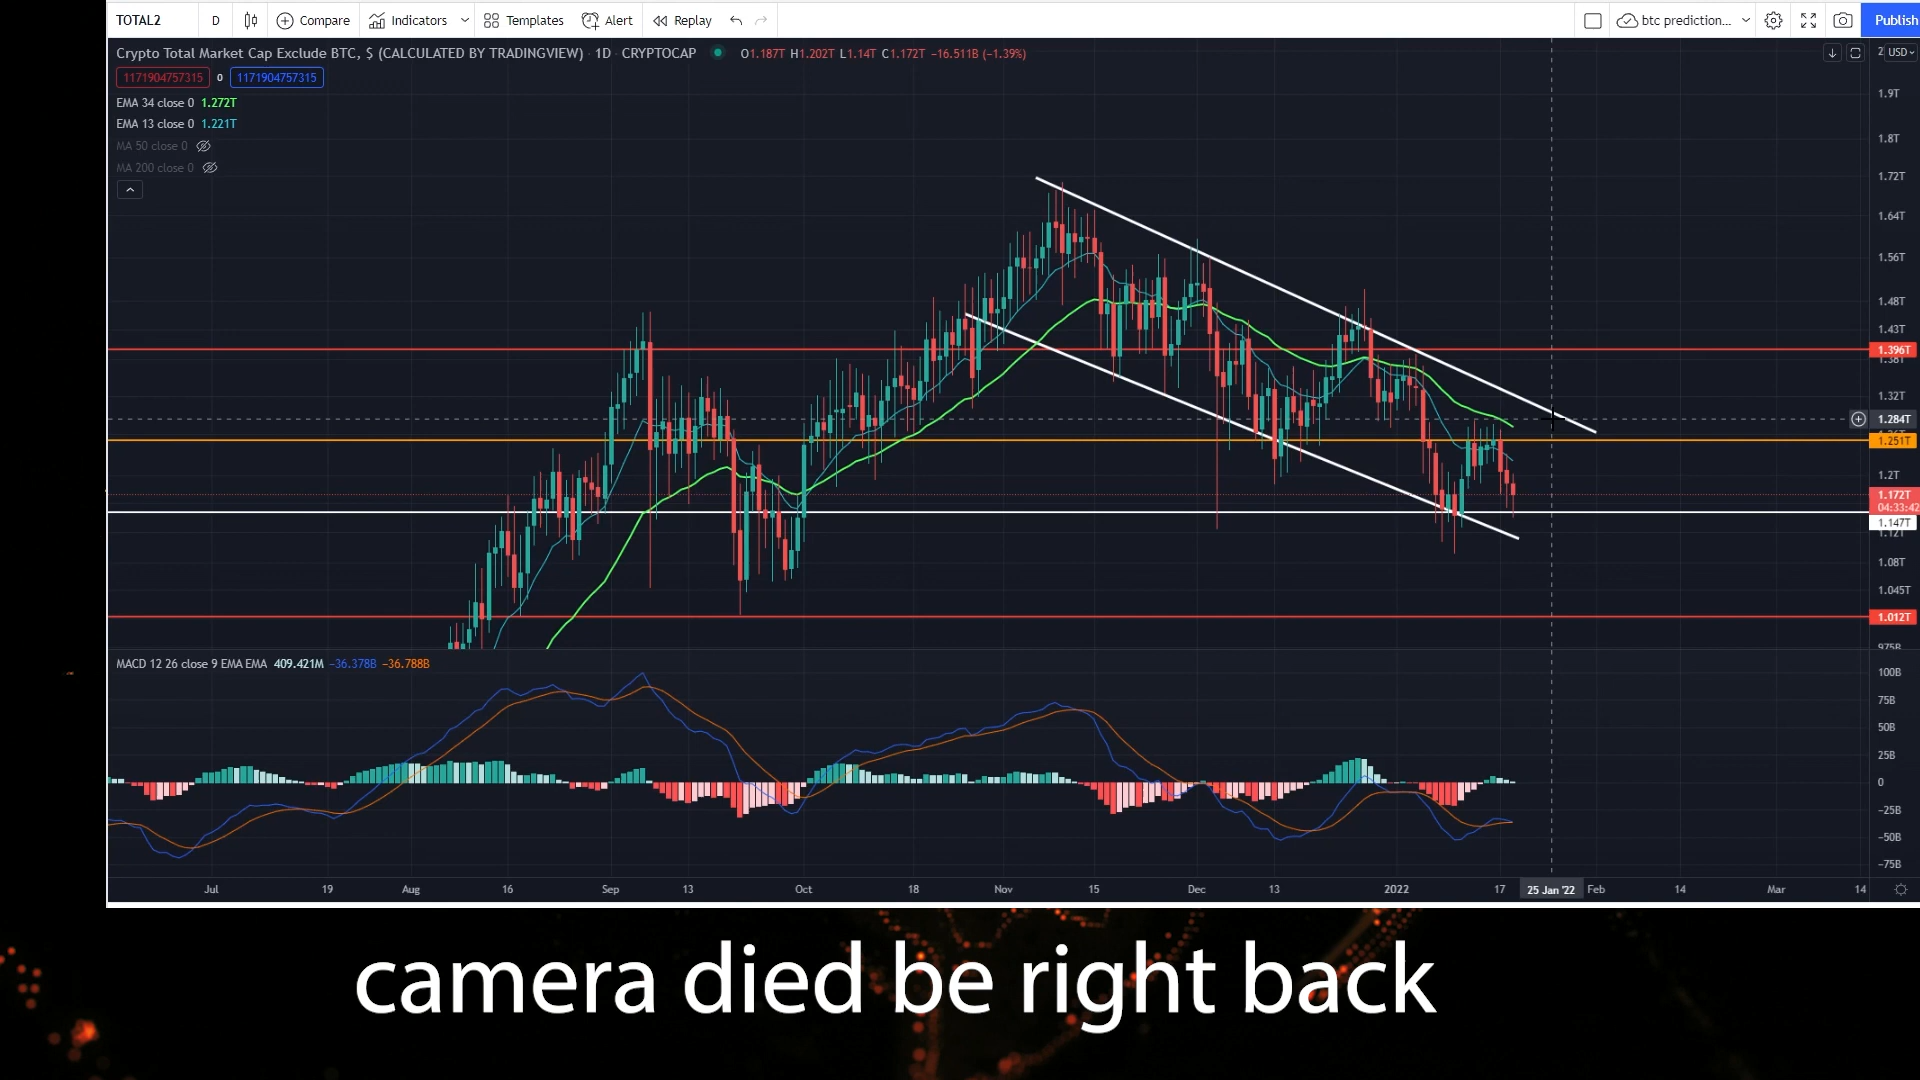 TOTAL2 D Compare Indicators Templates Alert Replay btc prediction... Publish
Crypto Total Market Cap Exclude BTC, $ (CALCULATED BY TRADINGVIEW) · 1D · CRYPTOCAP O1.187T H1.202T L1.14T C1.172T −16.511B (−1.39%)
USD
1171904757315 0 1171904757315
EMA 34 close 0 1.272T
EMA 13 close 0 1.221T
MA 50 close 0
MA 200 close 0
1.9T
1.8T
1.72T
1.64T
1.56T
1.48T
1.43T
1.396T
1.38T
1.32T
1.284T
1.251T
1.2T
1.172T
04:33:42
1.147T
1.12T
1.08T
1.045T
1.012T
975B
MACD 12 26 close 9 EMA EMA 409.421M −36.378B −36.788B
100B
75B
50B
25B
0
−25B
−50B
−75B
Jul 19 Aug 16 Sep 13 Oct 18 Nov 15 Dec 13 2022 17 25 Jan '22 Feb 14 Mar 14
camera died be right back